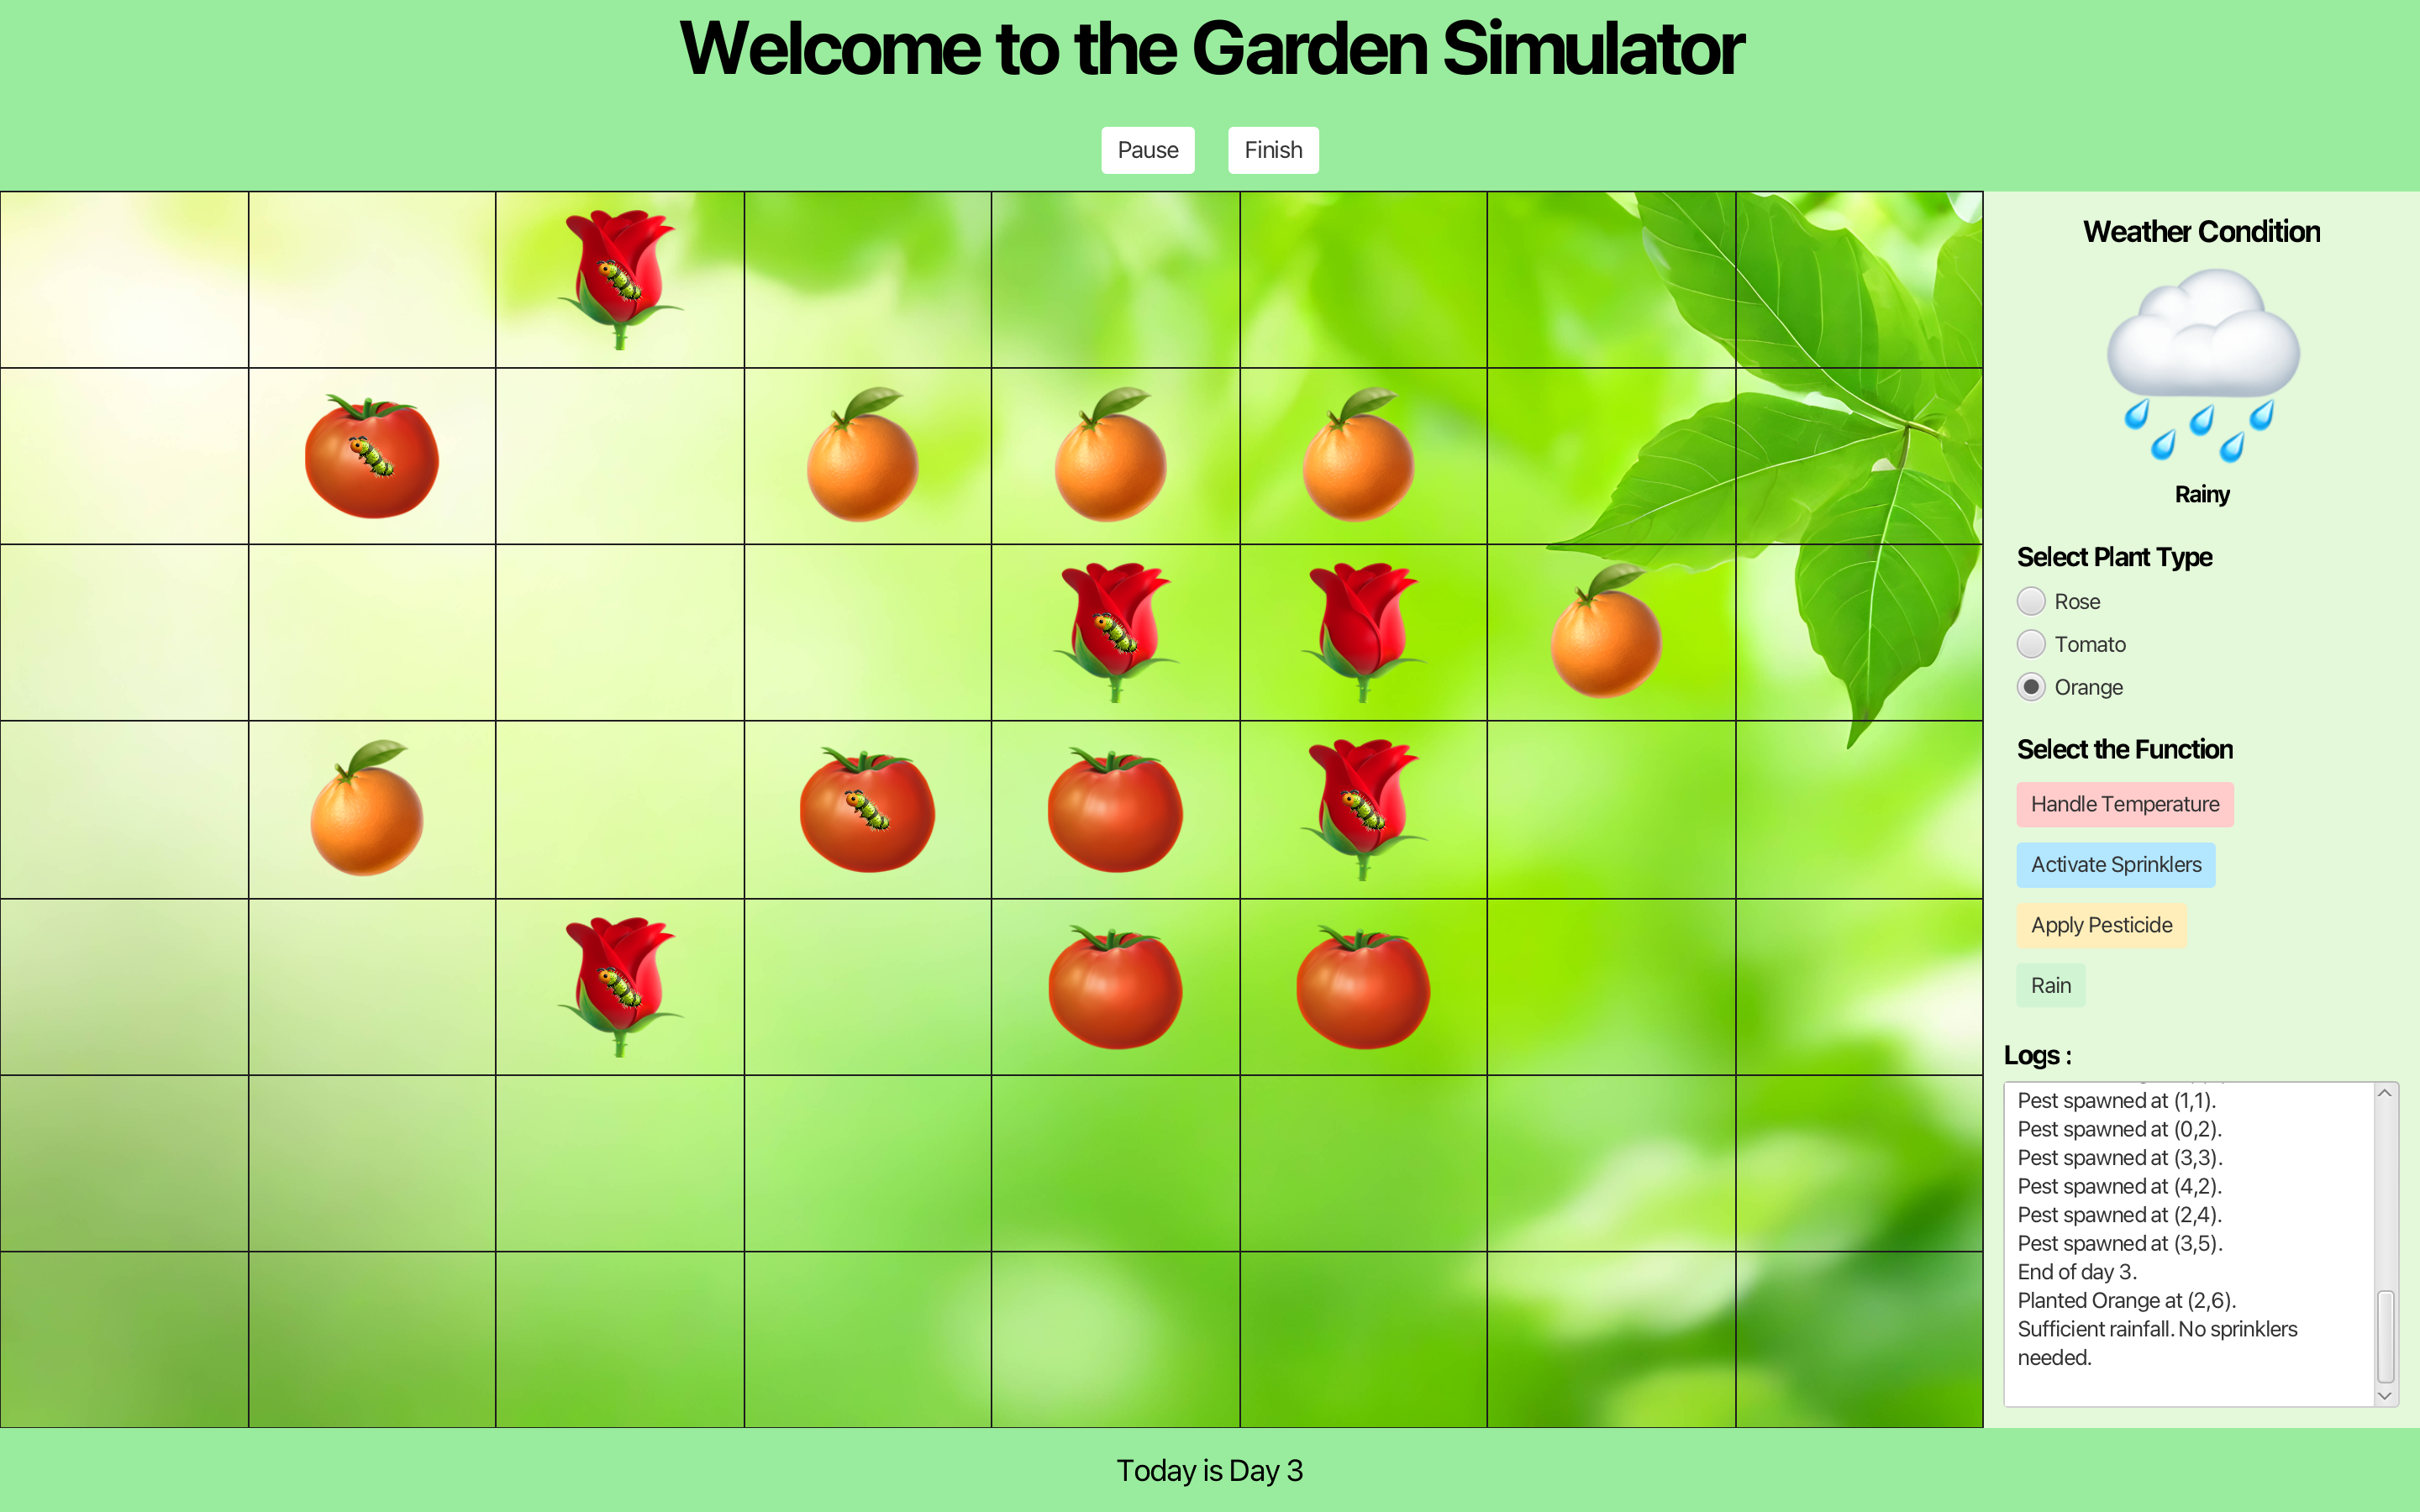 Welcome to the Garden Simulator
Pause
Finish
Weather Condition
Rainy
Select Plant Type
Rose
Tomato
Orange
Select the Function
Handle Temperature
Activate Sprinklers
Apply Pesticide
Rain
Logs :
Pest spawned at (1,1).
Pest spawned at (0,2).
Pest spawned at (3,3).
Pest spawned at (4,2).
Pest spawned at (2,4).
Pest spawned at (3,5).
End of day 3.
Planted Orange at (2,6).
Sufficient rainfall. No sprinklers
needed.
Today is Day 3